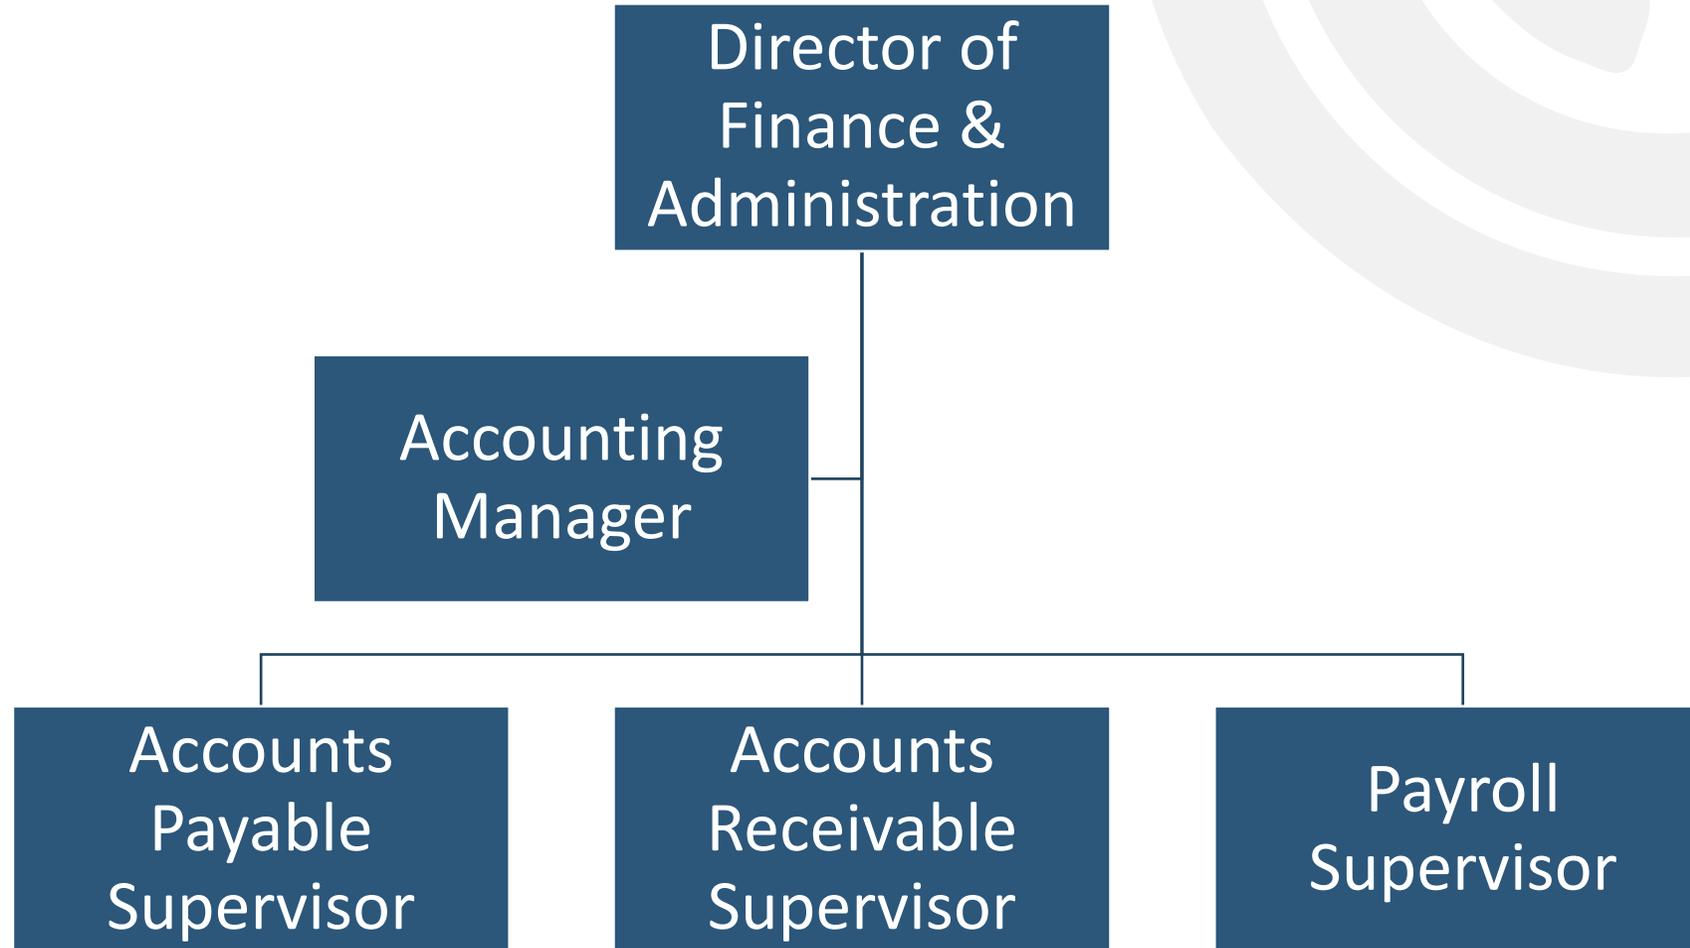 Director of
Finance &
Administration
Accounting
Manager
Accounts
Payable
Supervisor
Accounts
Receivable
Supervisor
Payroll
Supervisor